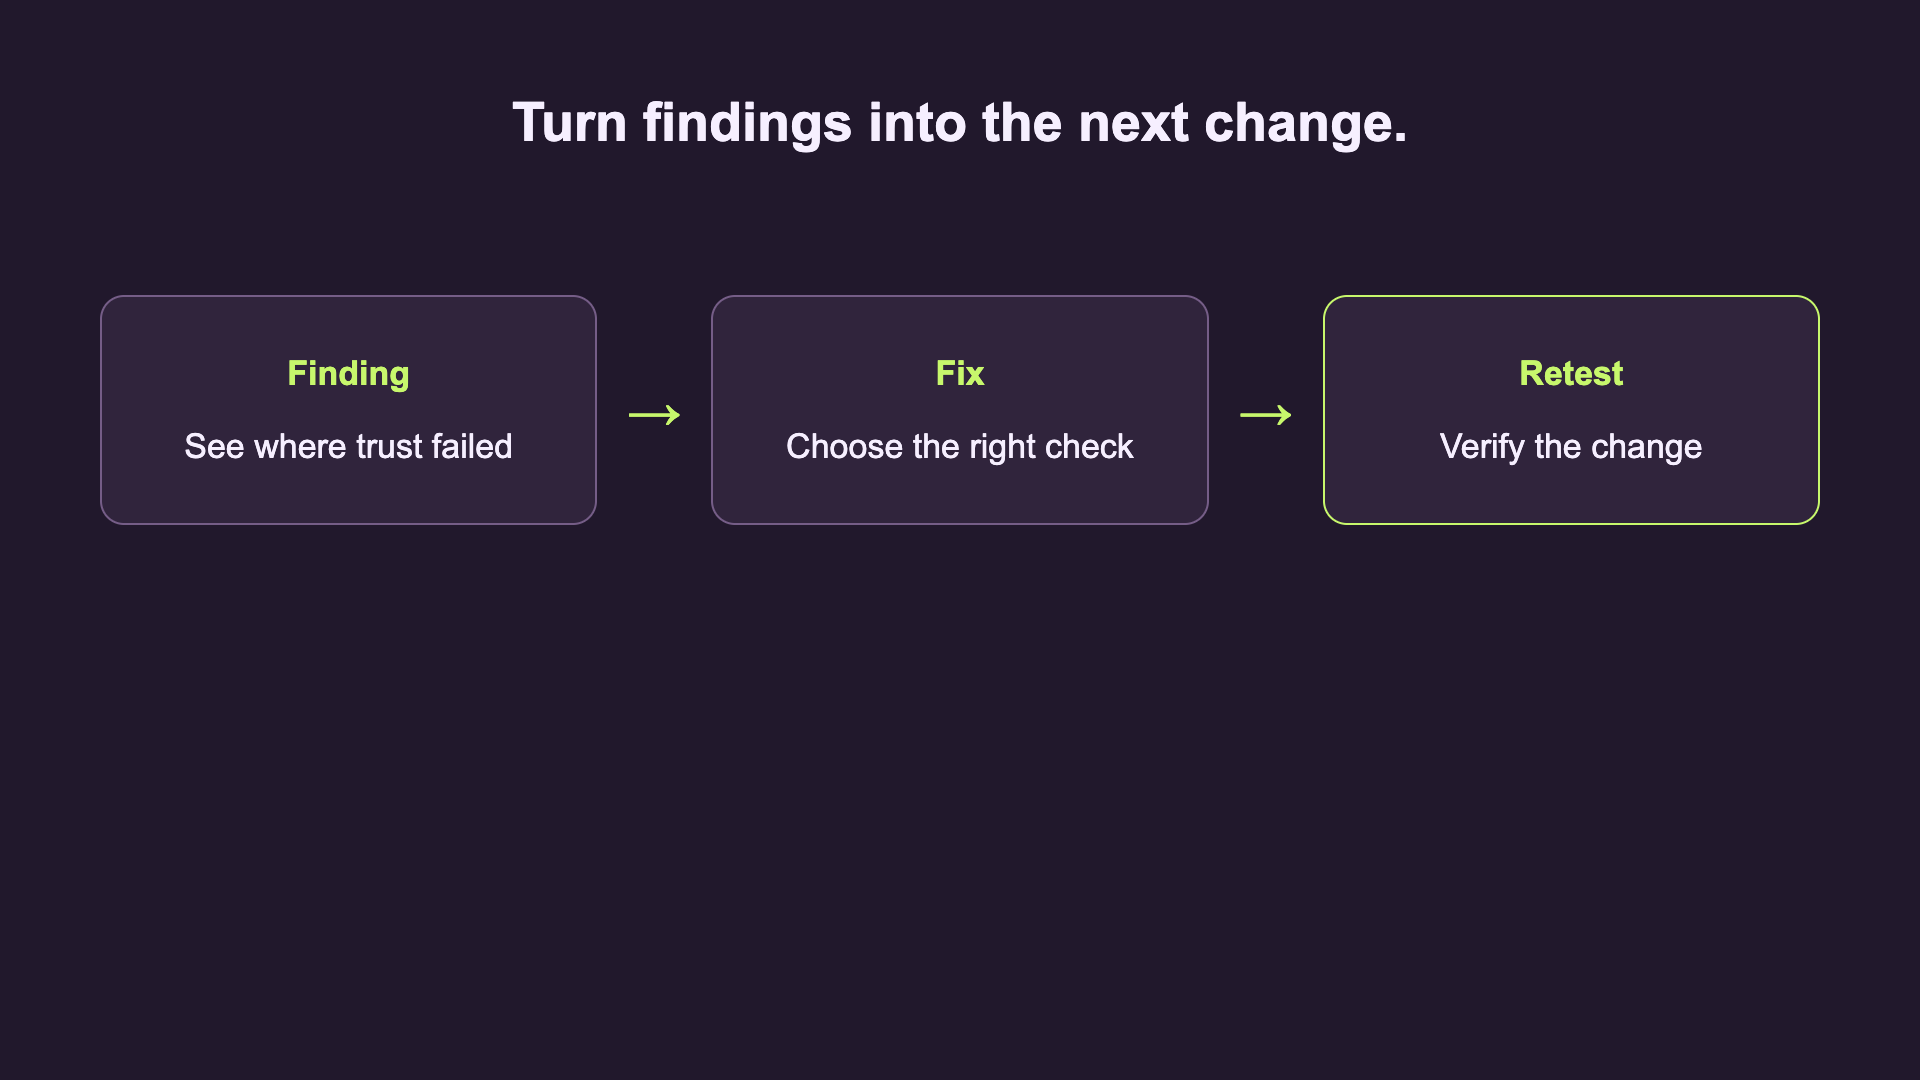 Turn findings into the next change.
Finding
See where trust failed
→
Fix
Choose the right check
→
Retest
Verify the change